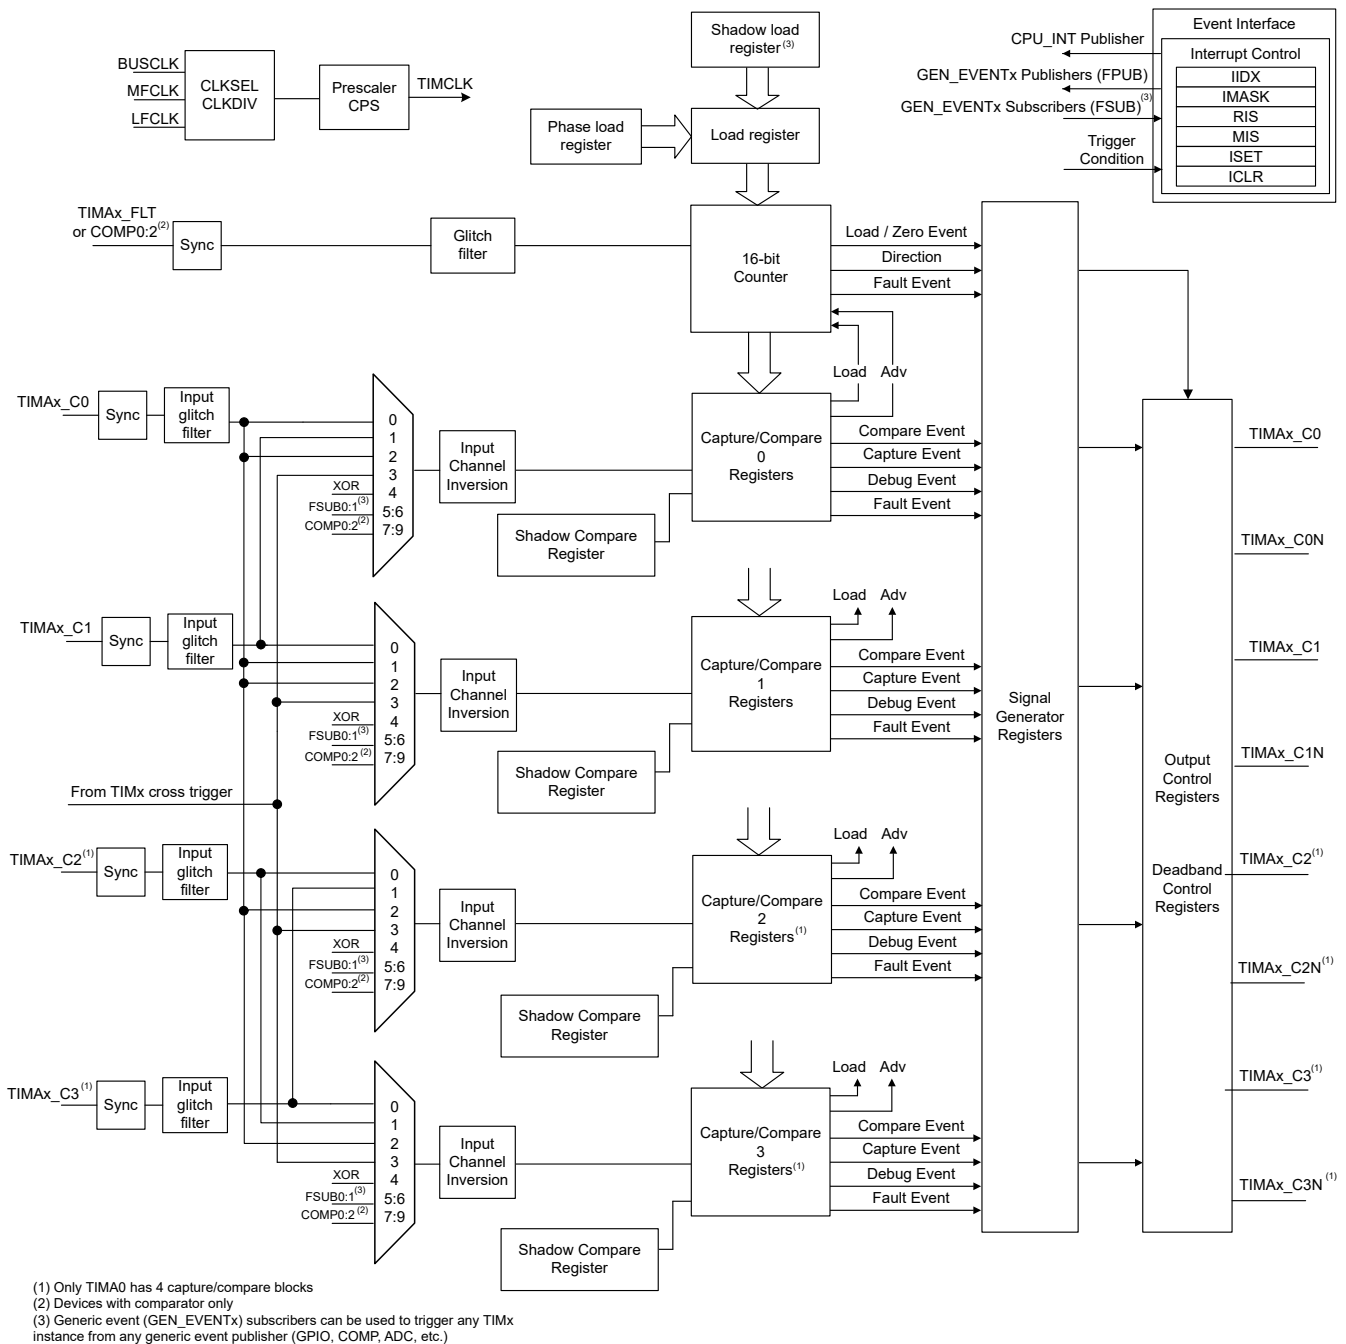 BUSCLK
MFCLK
LFCLK
CLKSEL
CLKDIV
Prescaler
CPS
TIMCLK
Shadow load
register(3)
Phase load
register
Load register
Event Interface
Interrupt Control
IIDX
IMASK
RIS
MIS
ISET
ICLR
CPU_INT Publisher
GEN_EVENTx Publishers (FPUB)
GEN_EVENTx Subscribers (FSUB)(3)
Trigger
Condition
TIMAx_FLT
or COMP0:2(2)
Sync
Glitch
filter
16-bit
Counter
Load / Zero Event
Direction
Fault Event
Load
Adv
TIMAx_C0
Sync
Input
glitch
filter
0
1
2
3
4
5:6
7:9
XOR
FSUB0:1(3)
COMP0:2(2)
Input
Channel
Inversion
Shadow Compare
Register
Capture/Compare
0
Registers
Compare Event
Capture Event
Debug Event
Fault Event
TIMAx_C1
Sync
Input
glitch
filter
0
1
2
3
4
5:6
7:9
XOR
FSUB0:1(3)
COMP0:2(2)
Input
Channel
Inversion
Shadow Compare
Register
Capture/Compare
1
Registers
Load
Adv
Compare Event
Capture Event
Debug Event
Fault Event
From TIMx cross trigger
TIMAx_C2(1)
Sync
Input
glitch
filter
0
1
2
3
4
5:6
7:9
XOR
FSUB0:1(3)
COMP0:2(2)
Input
Channel
Inversion
Shadow Compare
Register
Capture/Compare
2
Registers(1)
Load
Adv
Compare Event
Capture Event
Debug Event
Fault Event
TIMAx_C3(1)
Sync
Input
glitch
filter
0
1
2
3
4
5:6
7:9
XOR
FSUB0:1(3)
COMP0:2(2)
Input
Channel
Inversion
Shadow Compare
Register
Capture/Compare
3
Registers(1)
Load
Adv
Compare Event
Capture Event
Debug Event
Fault Event
Signal
Generator
Registers
Output
Control
Registers
Deadband
Control
Registers
TIMAx_C0
TIMAx_C0N
TIMAx_C1
TIMAx_C1N
TIMAx_C2(1)
TIMAx_C2N(1)
TIMAx_C3(1)
TIMAx_C3N(1)
(1) Only TIMA0 has 4 capture/compare blocks
(2) Devices with comparator only
(3) Generic event (GEN_EVENTx) subscribers can be used to trigger any TIMx
instance from any generic event publisher (GPIO, COMP, ADC, etc.)